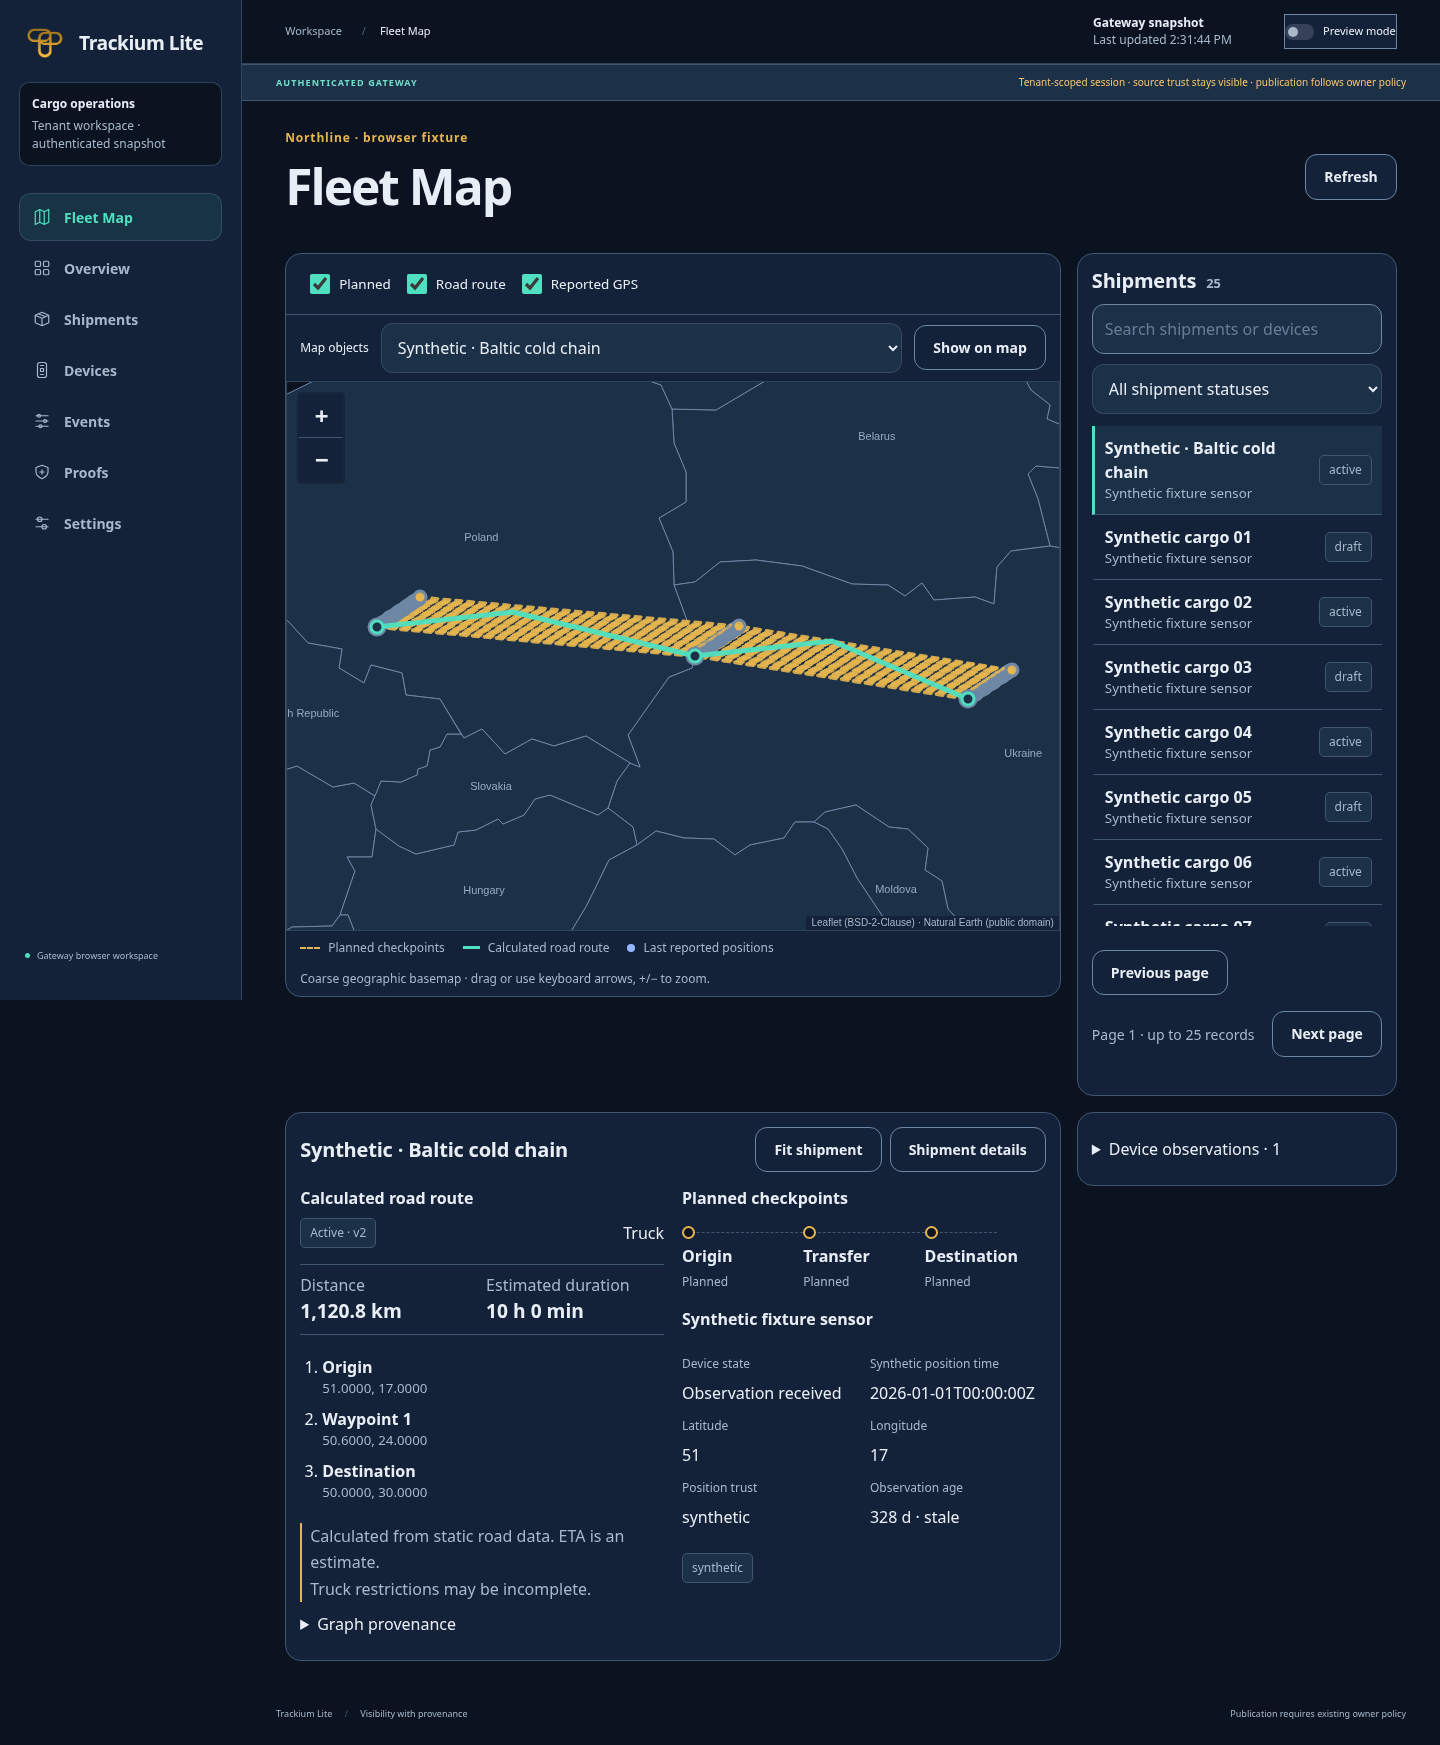 Trackium Lite
Cargo operations
Tenant workspace ·
authenticated snapshot
Fleet Map
Overview
Shipments
Devices
Events
Proofs
Settings
Gateway browser workspace
Workspace / Fleet Map
Gateway snapshot
Last updated 2:31:44 PM
Preview mode
AUTHENTICATED GATEWAY
Tenant-scoped session · source trust stays visible · publication follows owner policy
Northline · browser fixture
Fleet Map
Refresh
Planned
Road route
Reported GPS
Map objects
Synthetic · Baltic cold chain
Show on map
+
−
Belarus
Poland
h Republic
Ukraine
Slovakia
Hungary
Moldova
Leaflet (BSD-2-Clause) · Natural Earth (public domain)
Planned checkpoints
Calculated road route
Last reported positions
Coarse geographic basemap · drag or use keyboard arrows, +/− to zoom.
Shipments 25
Search shipments or devices
All shipment statuses
Synthetic · Baltic cold
chain
Synthetic fixture sensor
active
Synthetic cargo 01
Synthetic fixture sensor
draft
Synthetic cargo 02
Synthetic fixture sensor
active
Synthetic cargo 03
Synthetic fixture sensor
draft
Synthetic cargo 04
Synthetic fixture sensor
active
Synthetic cargo 05
Synthetic fixture sensor
draft
Synthetic cargo 06
Synthetic fixture sensor
active
Synthetic cargo 07
Previous page
Page 1 · up to 25 records
Next page
Synthetic · Baltic cold chain
Fit shipment
Shipment details
Calculated road route
Active · v2
Truck
Distance
1,120.8 km
Estimated duration
10 h 0 min
1. Origin
51.0000, 17.0000
2. Waypoint 1
50.6000, 24.0000
3. Destination
50.0000, 30.0000
Calculated from static road data. ETA is an
estimate.
Truck restrictions may be incomplete.
Graph provenance
Planned checkpoints
Origin
Planned
Transfer
Planned
Destination
Planned
Synthetic fixture sensor
Device state
Observation received
Synthetic position time
2026-01-01T00:00:00Z
Latitude
51
Longitude
17
Position trust
synthetic
Observation age
328 d · stale
synthetic
Device observations · 1
Trackium Lite / Visibility with provenance
Publication requires existing owner policy